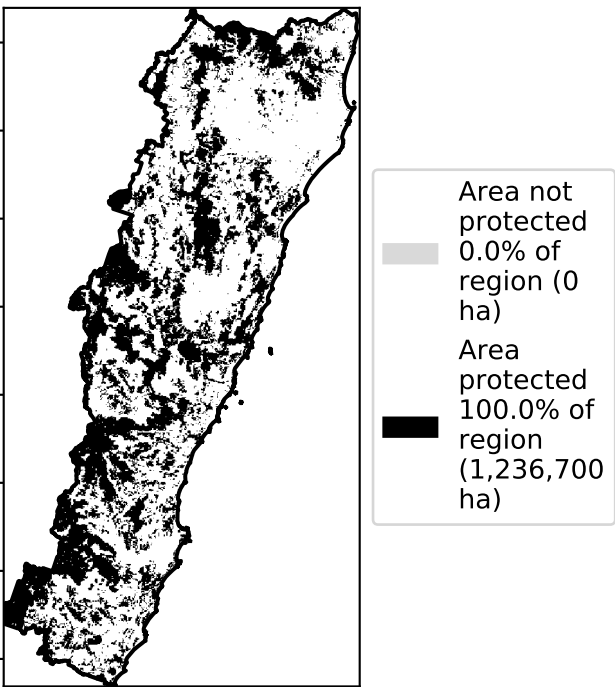 Area not
protected
0.0% of
region (0
ha)
Area
protected
100.0% of
region
(1,236,700
ha)